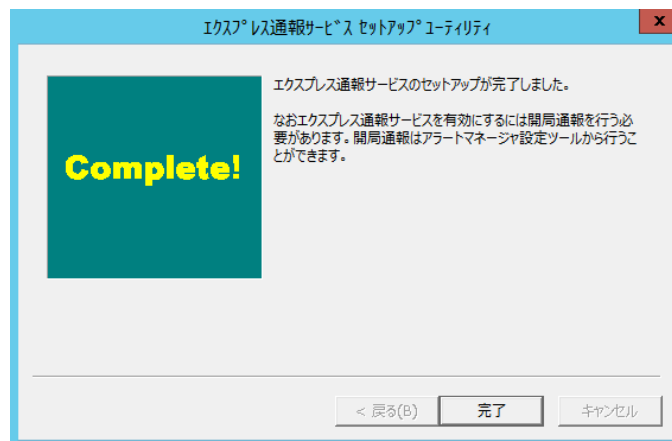 ｴｸｽﾌﾟﾚｽ通報ｻｰﾋﾞｽ ｾｯﾄｱｯﾌﾟﾕｰﾃｨﾘﾃｨ
x
エクスプレス通報サービスのセットアップが完了しました。
なおエクスプレス通報サービスを有効にするには開局通報を行う必
要があります。開局通報はアラートマネージャ設定ツールから行うこ
とができます。
Complete!
< 戻る(B)
完了
キャンセル